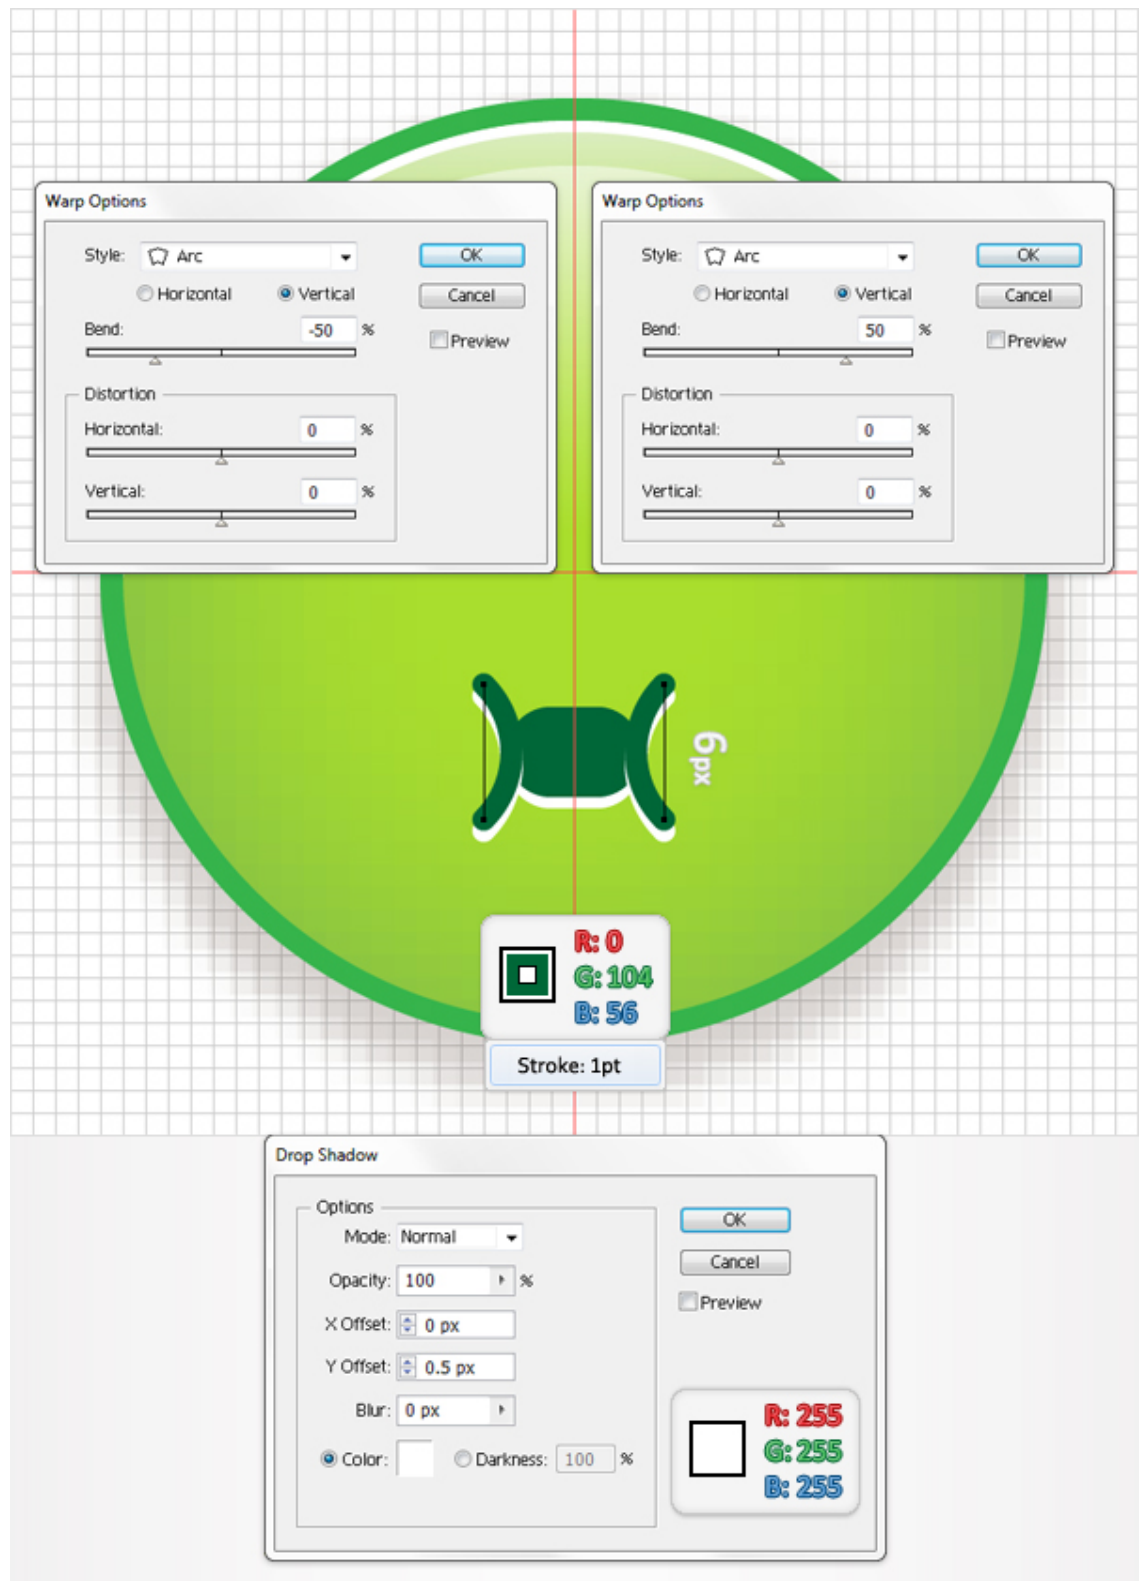 Warp Options
Style: Arc
OK
Horizontal Vertical
Cancel
Bend: -50 %
Preview
Distortion
Horizontal: 0 %
Vertical: 0 %
Warp Options
Style: Arc
OK
Horizontal Vertical
Cancel
Bend: 50 %
Preview
Distortion
Horizontal: 0 %
Vertical: 0 %
6px
R: 0
G: 104
B: 56
Stroke: 1pt
Drop Shadow
Options
Mode: Normal
OK
Cancel
Opacity: 100 %
Preview
X Offset: 0 px
Y Offset: 0.5 px
Blur: 0 px
Color: Darkness: 100 %
R: 255
G: 255
B: 255